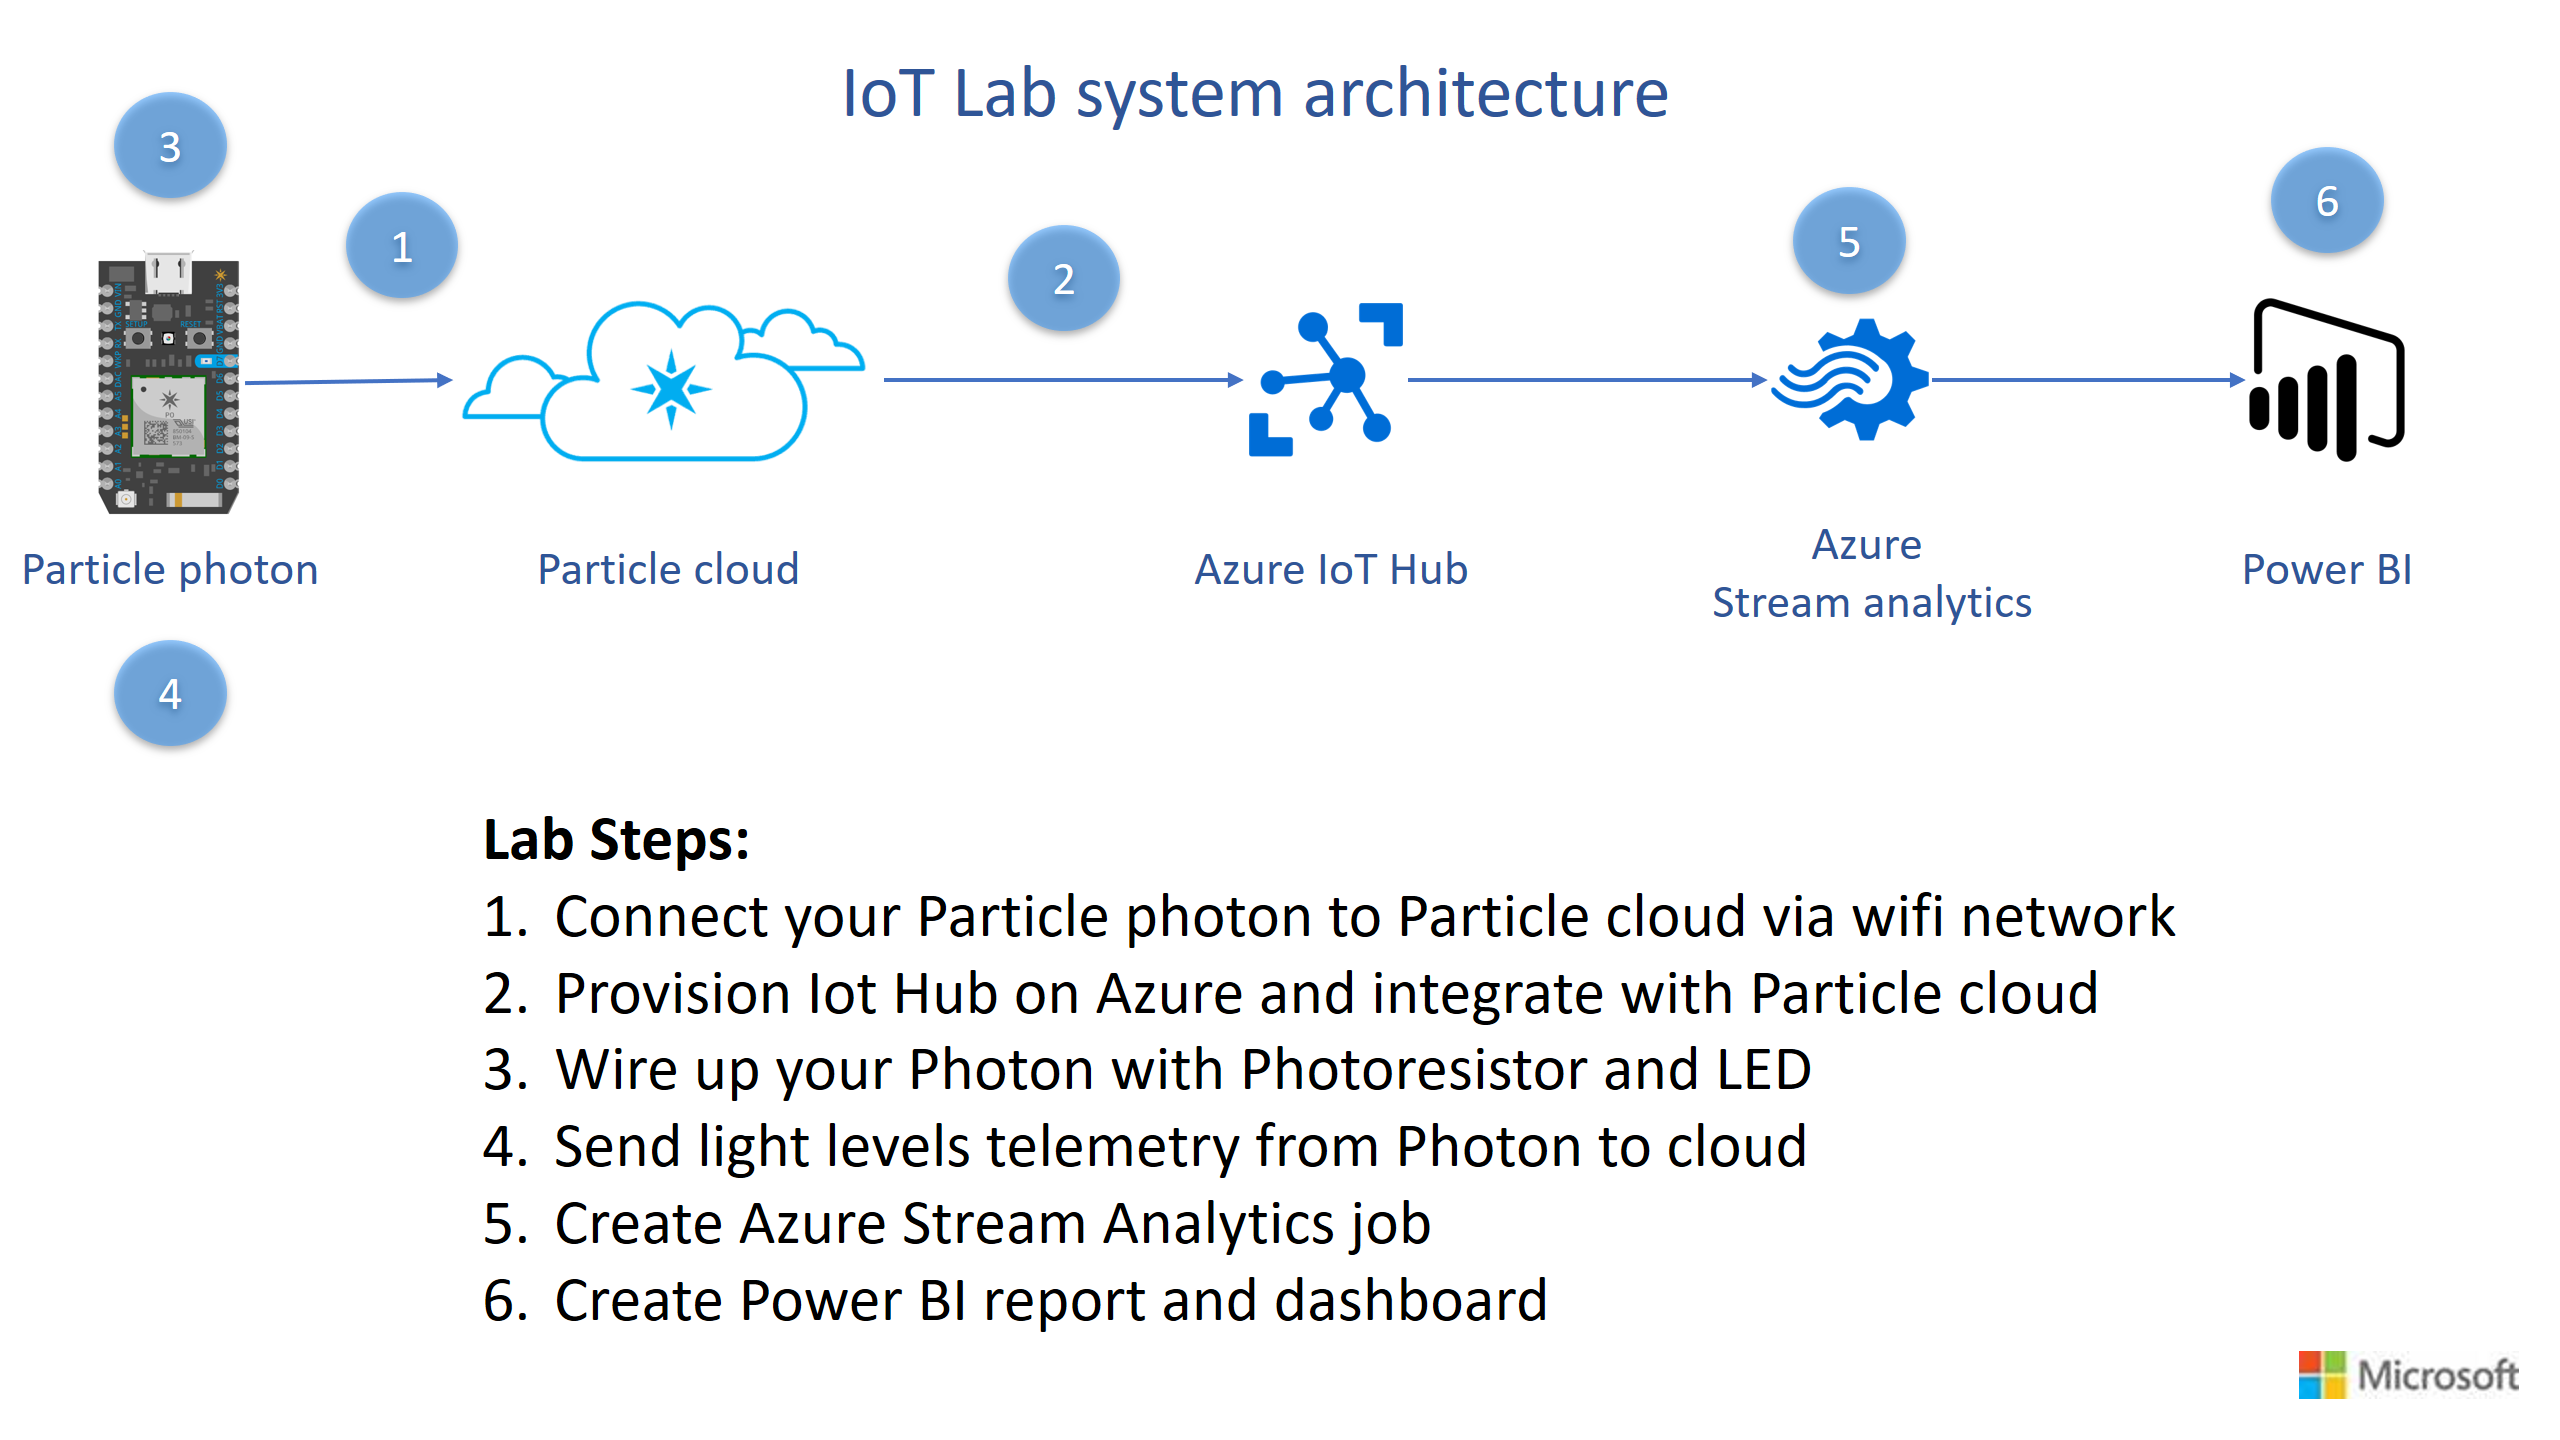 IoT Lab system architecture
3
1
2
5
6
SETUP
RESET
P0
Particle photon
Particle cloud
Azure IoT Hub
Azure
Stream analytics
Power BI
4
Lab Steps:
1. Connect your Particle photon to Particle cloud via wifi network
2. Provision Iot Hub on Azure and integrate with Particle cloud
3. Wire up your Photon with Photoresistor and LED
4. Send light levels telemetry from Photon to cloud
5. Create Azure Stream Analytics job
6. Create Power BI report and dashboard
Microsoft